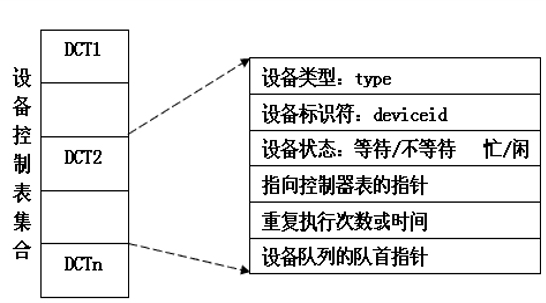 设备控制表集合
DCT1
DCT2
DCTn
设备类型：type
设备标识符：deviceid
设备状态：等待/不等待 忙/闲
指向控制器表的指针
重复执行次数或时间
设备队列的队首指针